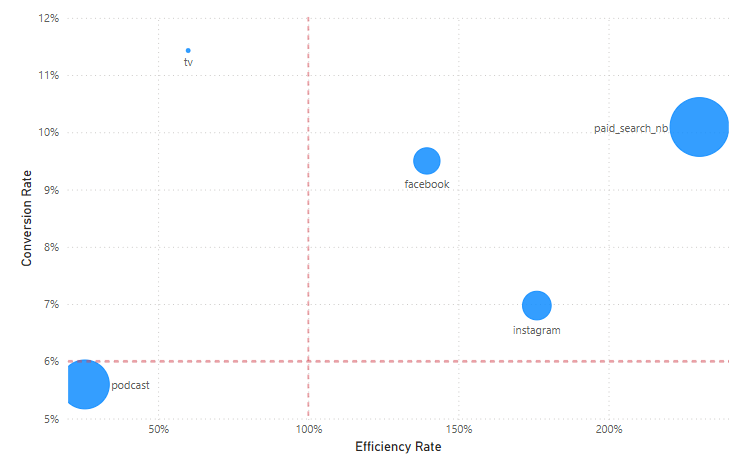 12%
tv
11%
10%
paid_search_nb
facebook
9%
8%
7%
instagram
6%
podcast
5%
50%
100%
150%
200%
Conversion Rate
Efficiency Rate